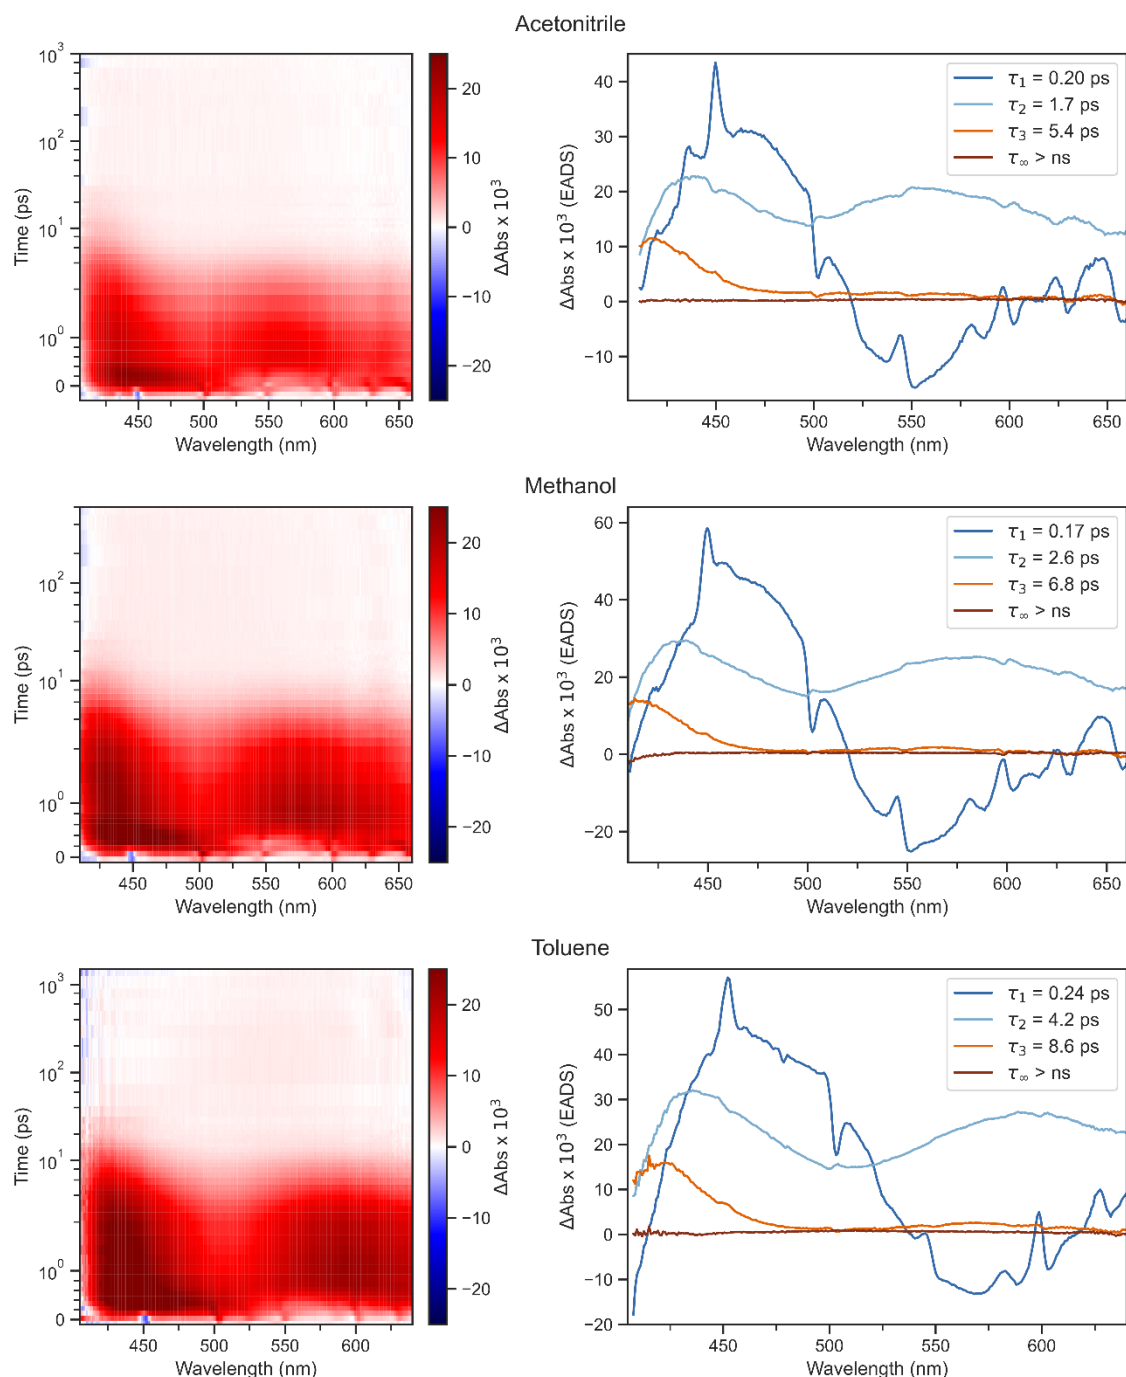 Acetonitrile
10³
10²
10¹
10⁰
0
Time (ps)
450 500 550 600 650
Wavelength (nm)
20
10
0
−10
−20
ΔAbs x 10³
40
30
20
10
0
−10
ΔAbs x 10³ (EADS)
τ₁ = 0.20 ps
τ₂ = 1.7 ps
τ₃ = 5.4 ps
τ∞ > ns
450 500 550 600 650
Wavelength (nm)
Methanol
10²
10¹
10⁰
0
Time (ps)
450 500 550 600 650
Wavelength (nm)
20
10
0
−10
−20
ΔAbs x 10³
60
40
20
0
−20
ΔAbs x 10³ (EADS)
τ₁ = 0.17 ps
τ₂ = 2.6 ps
τ₃ = 6.8 ps
τ∞ > ns
450 500 550 600 650
Wavelength (nm)
Toluene
10³
10²
10¹
10⁰
0
Time (ps)
450 500 550 600
Wavelength (nm)
20
10
0
−10
−20
ΔAbs x 10³
50
40
30
20
10
0
−10
−20
ΔAbs x 10³ (EADS)
τ₁ = 0.24 ps
τ₂ = 4.2 ps
τ₃ = 8.6 ps
τ∞ > ns
450 500 550 600
Wavelength (nm)